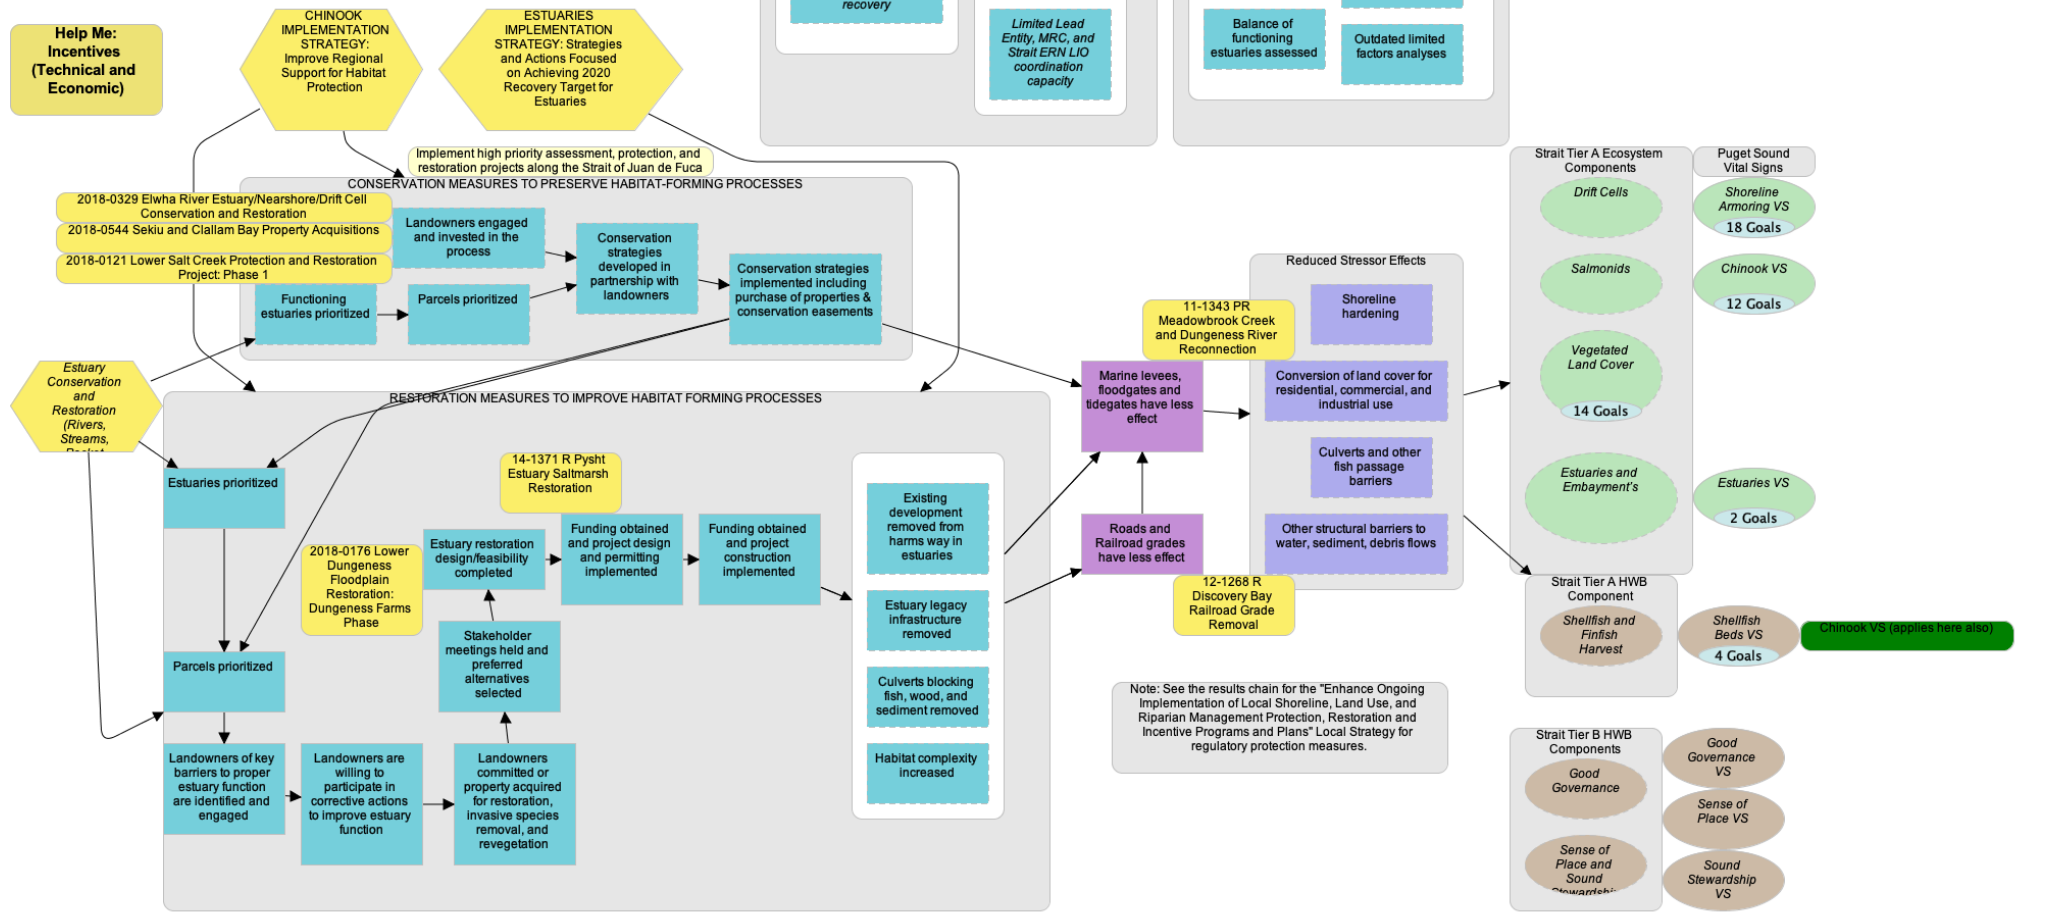 recovery
Limited Lead
Entity, MRC, and
Strait ERN LIO
coordination
capacity
Balance of
functioning
estuaries assessed
Outdated limited
factors analyses
Help Me:
Incentives
(Technical and
Economic)
CHINOOK
IMPLEMENTATION
STRATEGY:
Improve Regional
Support for Habitat
Protection
ESTUARIES
IMPLEMENTATION
STRATEGY: Strategies
and Actions Focused
on Achieving 2020
Recovery Target for
Estuaries
Implement high priority assessment, protection, and
restoration projects along the Strait of Juan de Fuca
CONSERVATION MEASURES TO PRESERVE HABITAT-FORMING PROCESSES
2018-0329 Elwha River Estuary/Nearshore/Drift Cell
Conservation and Restoration
2018-0544 Sekiu and Clallam Bay Property Acquisitions
2018-0121 Lower Salt Creek Protection and Restoration
Project: Phase 1
Landowners engaged
and invested in the
process
Functioning
estuaries prioritized
Parcels prioritized
Conservation
strategies
developed in
partnership with
landowners
Conservation strategies
implemented including
purchase of properties &
conservation easements
Estuary
Conservation
and
Restoration
(Rivers,
Streams,
RESTORATION MEASURES TO IMPROVE HABITAT FORMING PROCESSES
Estuaries prioritized
Parcels prioritized
Landowners of key
barriers to proper
estuary function
are identified and
engaged
Landowners are
willing to
participate in
corrective actions
to improve estuary
function
Landowners
committed or
property acquired
for restoration,
invasive species
removal, and
revegetation
Stakeholder
meetings held and
preferred
alternatives
selected
2018-0176 Lower
Dungeness
Floodplain
Restoration:
Dungeness Farms
Phase
Estuary restoration
design/feasibility
completed
14-1371 R Pysht
Estuary Saltmarsh
Restoration
Funding obtained
and project design
and permitting
implemented
Funding obtained
and project
construction
implemented
Existing
development
removed from
harms way in
estuaries
Estuary legacy
infrastructure
removed
Culverts blocking
fish, wood, and
sediment removed
Habitat complexity
increased
11-1343 PR
Meadowbrook Creek
and Dungeness River
Reconnection
Marine levees,
floodgates and
tidegates have less
effect
Roads and
Railroad grades
have less effect
12-1268 R
Discovery Bay
Railroad Grade
Removal
Reduced Stressor Effects
Shoreline
hardening
Conversion of land cover for
residential, commercial, and
industrial use
Culverts and other
fish passage
barriers
Other structural barriers to
water, sediment, debris flows
Note: See the results chain for the "Enhance Ongoing
Implementation of Local Shoreline, Land Use, and
Riparian Management Protection, Restoration and
Incentive Programs and Plans" Local Strategy for
regulatory protection measures.
Strait Tier A Ecosystem
Components
Drift Cells
Salmonids
Vegetated
Land Cover
14 Goals
Estuaries and
Embayment's
Puget Sound
Vital Signs
Shoreline
Armoring VS
18 Goals
Chinook VS
12 Goals
Estuaries VS
2 Goals
Strait Tier A HWB
Component
Shellfish and
Finfish
Harvest
Shellfish
Beds VS
4 Goals
Chinook VS (applies here also)
Strait Tier B HWB
Components
Good
Governance
Sense of
Place and
Sound
Stewardship
Good
Governance
VS
Sense of
Place VS
Sound
Stewardship
VS